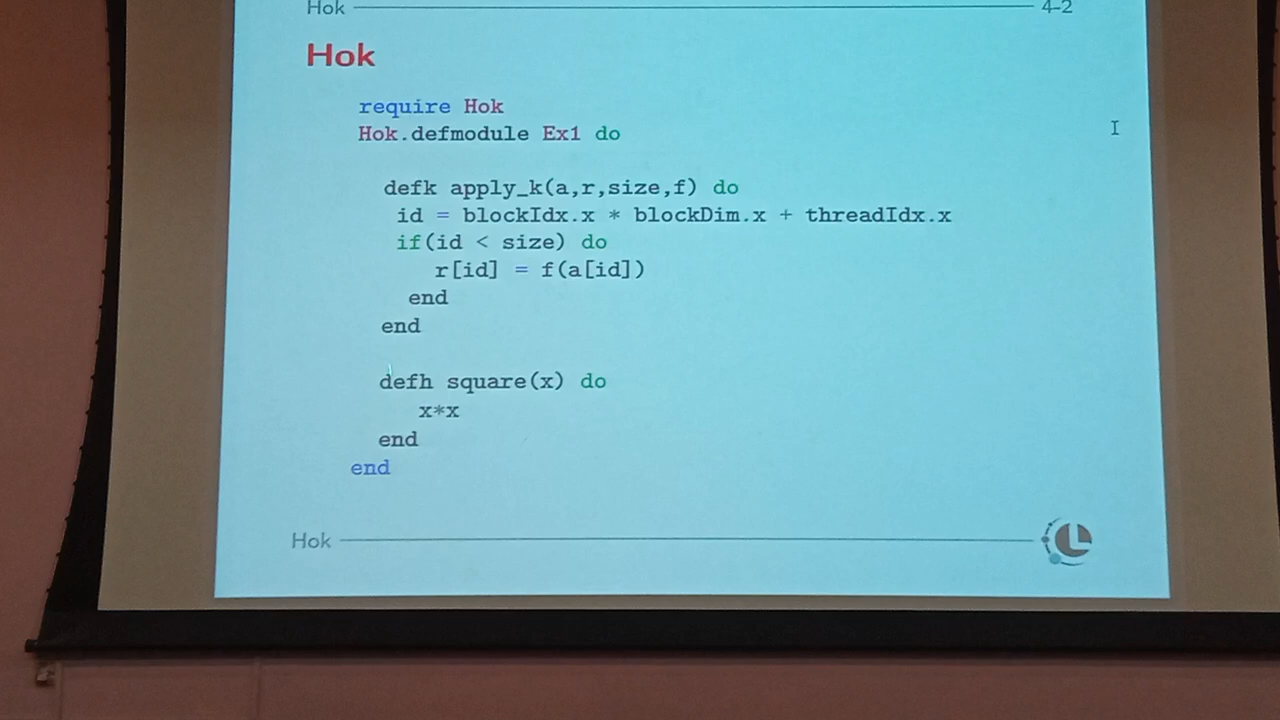 Hok 4-2
Hok
require Hok
Hok.defmodule Ex1 do
defk apply_k(a,r,size,f) do
id = blockIdx.x * blockDim.x + threadIdx.x
if(id < size) do
r[id] = f(a[id])
end
end
defh square(x) do
x*x
end
end
Hok